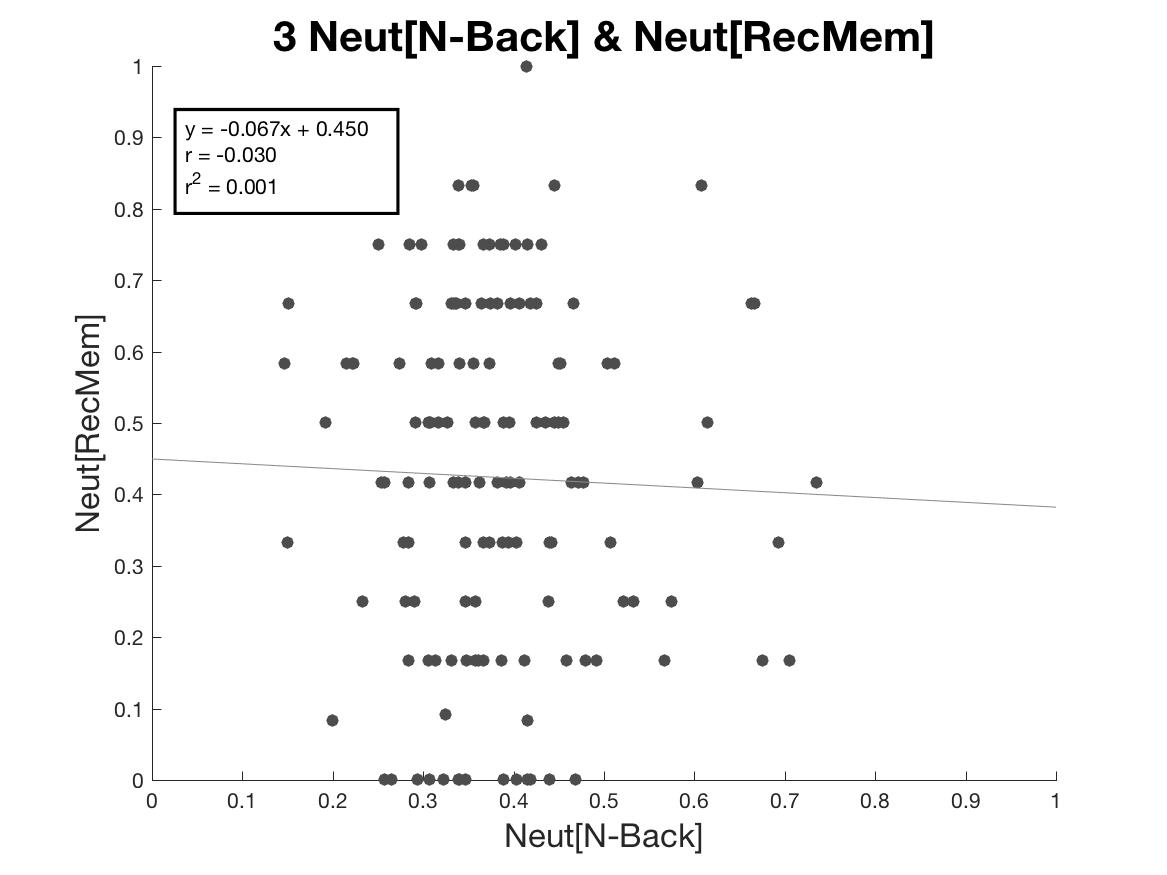 3 Neut[N-Back] & Neut[RecMem]
y = -0.067x + 0.450
r = -0.030
r² = 0.001
Neut[RecMem]
1
0.9
0.8
0.7
0.6
0.5
0.4
0.3
0.2
0.1
0
0 0.1 0.2 0.3 0.4 0.5 0.6 0.7 0.8 0.9 1
Neut[N-Back]